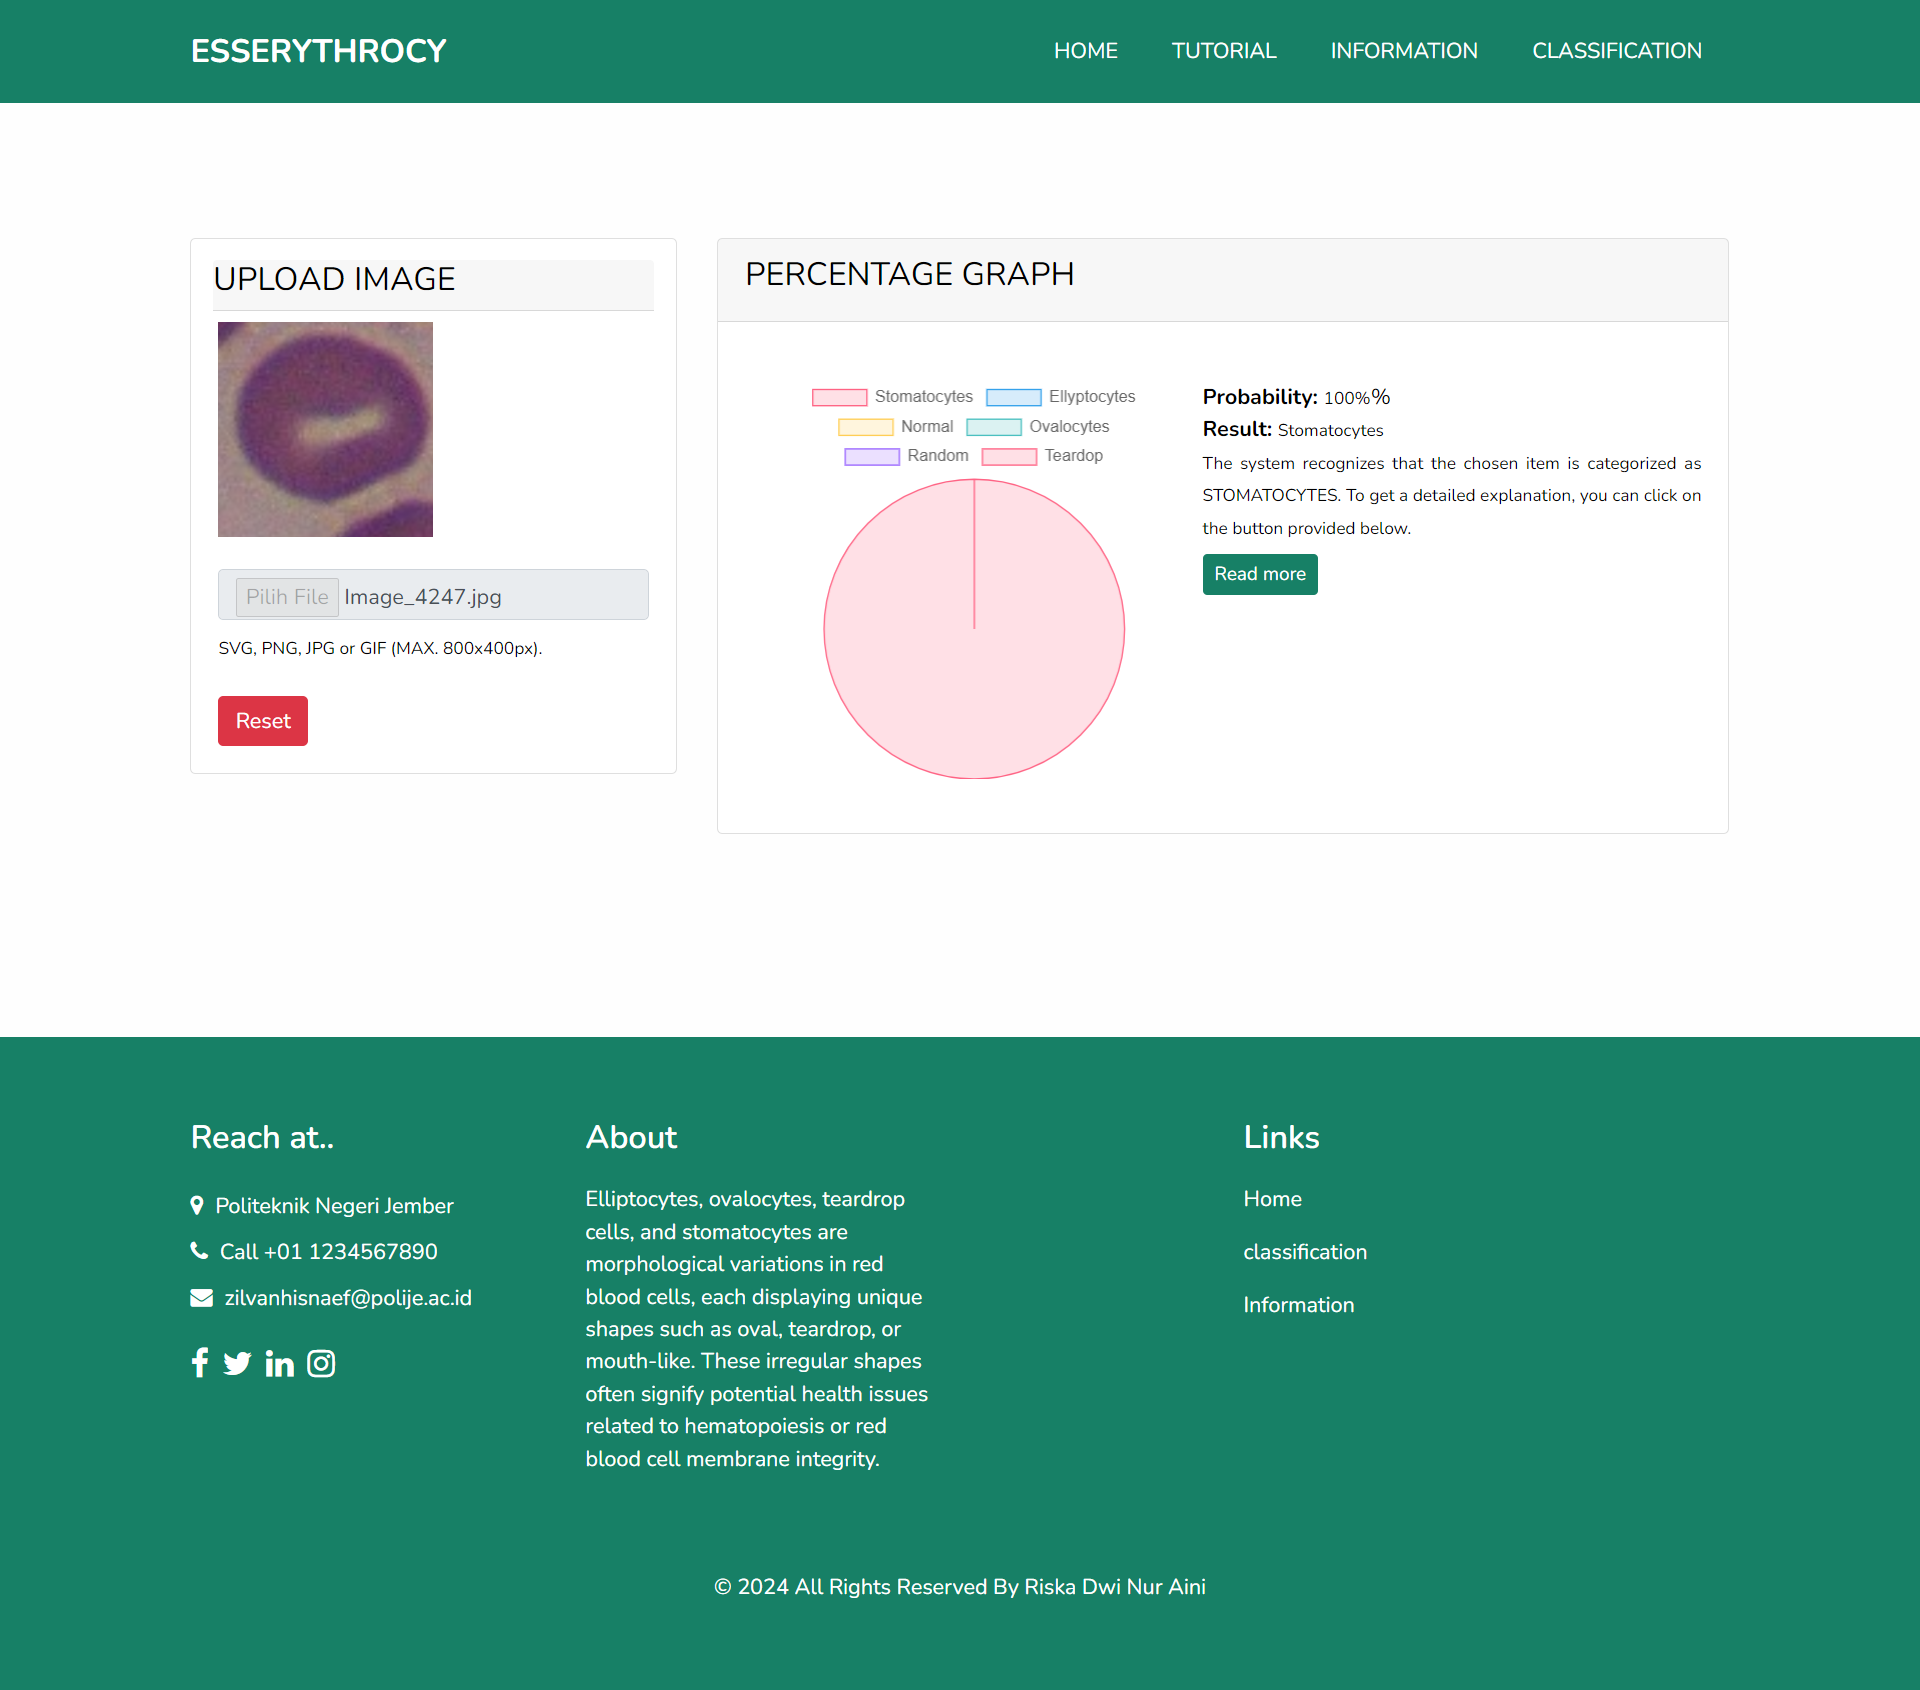 ESSERYTHROCY
HOME TUTORIAL INFORMATION CLASSIFICATION
UPLOAD IMAGE
Pilih File Image_4247.jpg
SVG, PNG, JPG or GIF (MAX. 800x400px).
Reset
PERCENTAGE GRAPH
Stomatocytes Ellyptocytes
Normal Ovalocytes
Random Teardop
Probability: 100%%
Result: Stomatocytes
The system recognizes that the chosen item is categorized as
STOMATOCYTES. To get a detailed explanation, you can click on
the button provided below.
Read more
Reach at..
Politeknik Negeri Jember
Call +01 1234567890
zilvanhisnaef@polije.ac.id
About
Elliptocytes, ovalocytes, teardrop
cells, and stomatocytes are
morphological variations in red
blood cells, each displaying unique
shapes such as oval, teardrop, or
mouth-like. These irregular shapes
often signify potential health issues
related to hematopoiesis or red
blood cell membrane integrity.
Links
Home
classification
Information
© 2024 All Rights Reserved By Riska Dwi Nur Aini